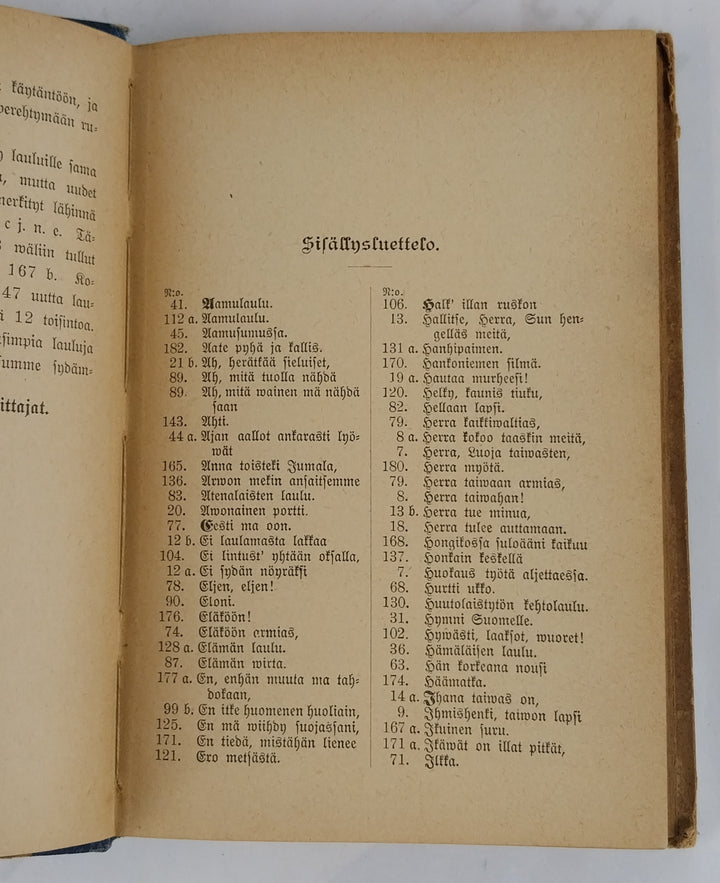 käytäntöön, ja
perehtymään ru=
lauluille sama
mutta uudet
merkityt lähinnä
c j. n. e. Tä=
wäliin tullut
167 b. Ko=
47 uutta lau=
12 toisintoa.
lauluja
sydäm=
ittajat.
Sisällysluettelo.
N:o.
41. Aamulaulu.
112 a. Aamulaulu.
45. Aamusumussa.
182. Aate pyhä ja kallis.
21 b. Ah, herätkää sieluiset,
89. Ah, mitä tuolla nähdä
89. Ah, mitä wainen mä nähdä
saan
143. Ahti.
44 a. Ajan aallot ankarasti lyö=
wät
165. Anna toisteki Jumala,
136. Arwon mekin ansaitsemme
83. Atenalaisten laulu.
20. Awonainen portti.
77. Eesti ma oon.
12 b. Ei laulamasta lakkaa
104. Ei lintust' yhtään oksalla,
12 a. Ei sydän nöyräksi
78. Eljen, eljen!
90. Eloni.
176. Eläköön!
74. Eläköön armias,
128 a. Elämän laulu.
87. Elämän wirta.
177 a. En, enhän muuta ma tah=
dokaan,
99 b. En itke huomenen huoliain,
125. En mä wiihdy suojassani,
171. En tiedä, mistähän lienee
121. Ero metsästä.
N:o.
106. Halk' illan ruskon
13. Hallitse, Herra, Sun hen=
gelläs meitä,
131 a. Hanhipaimen.
170. Hankoniemen silmä.
19 a. Hautaa murheesi!
120. Helky, kaunis tiuku,
82. Hellaan lapsi.
79. Herra kaiktiwaltias,
8 a. Herra kokoo taaskin meitä,
7. Herra, Luoja taiwasten,
180. Herra myötä.
79. Herra taiwaan armias,
8. Herra taiwahan!
13 b. Herra tue minua,
18. Herra tulee auttamaan.
168. Hongikossa suloääni kaikuu
137. Honkain keskellä
7. Huokaus työtä aljettaessa.
68. Hurtti ukko.
130. Huutolaistytön kehtolaulu.
31. Hymni Suomelle.
102. Hywästi, laaksot, wuoret!
36. Hämäläisen laulu.
63. Hän korkeana nousi
174. Häämatka.
14 a. Ihana taiwas on,
9. Ihmishenki, taiwon lapsi
167 a. Ikuinen suru.
171 a. Ikäwät on illat pitkät,
71. Ilkka.